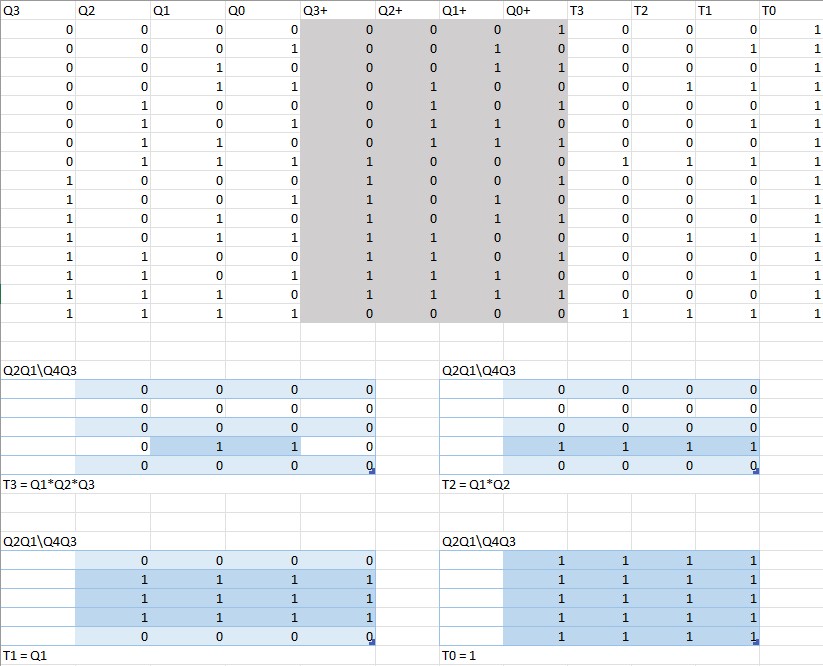 Q3 Q2 Q1 Q0 Q3+ Q2+ Q1+ Q0+ T3 T2 T1 T0
0 0 0 0 0 0 0 1 0 0 0 1
0 0 0 1 0 0 1 0 0 0 1 1
0 0 1 0 0 0 1 1 0 0 0 1
0 0 1 1 0 1 0 0 0 1 1 1
0 1 0 0 0 1 0 1 0 0 0 1
0 1 0 1 0 1 1 0 0 0 1 1
0 1 1 0 0 1 1 1 0 0 0 1
0 1 1 1 1 0 0 0 1 1 1 1
1 0 0 0 1 0 0 1 0 0 0 1
1 0 0 1 1 0 1 0 0 0 1 1
1 0 1 0 1 0 1 1 0 0 0 1
1 0 1 1 1 1 0 0 0 1 1 1
1 1 0 0 1 1 0 1 0 0 0 1
1 1 0 1 1 1 1 0 0 0 1 1
1 1 1 0 1 1 1 1 0 0 0 1
1 1 1 1 0 0 0 0 1 1 1 1
Q2Q1\Q4Q3 Q2Q1\Q4Q3
0 0 0 0 0 0 0 0
0 0 0 0 0 0 0 0
0 0 0 0 0 0 0 0
0 1 1 0 1 1 1 1
0 0 0 0 0 0 0 0
T3 = Q1*Q2*Q3 T2 = Q1*Q2
Q2Q1\Q4Q3 Q2Q1\Q4Q3
0 0 0 0 1 1 1 1
1 1 1 1 1 1 1 1
1 1 1 1 1 1 1 1
1 1 1 1 1 1 1 1
0 0 0 0 1 1 1 1
T1 = Q1 T0 = 1